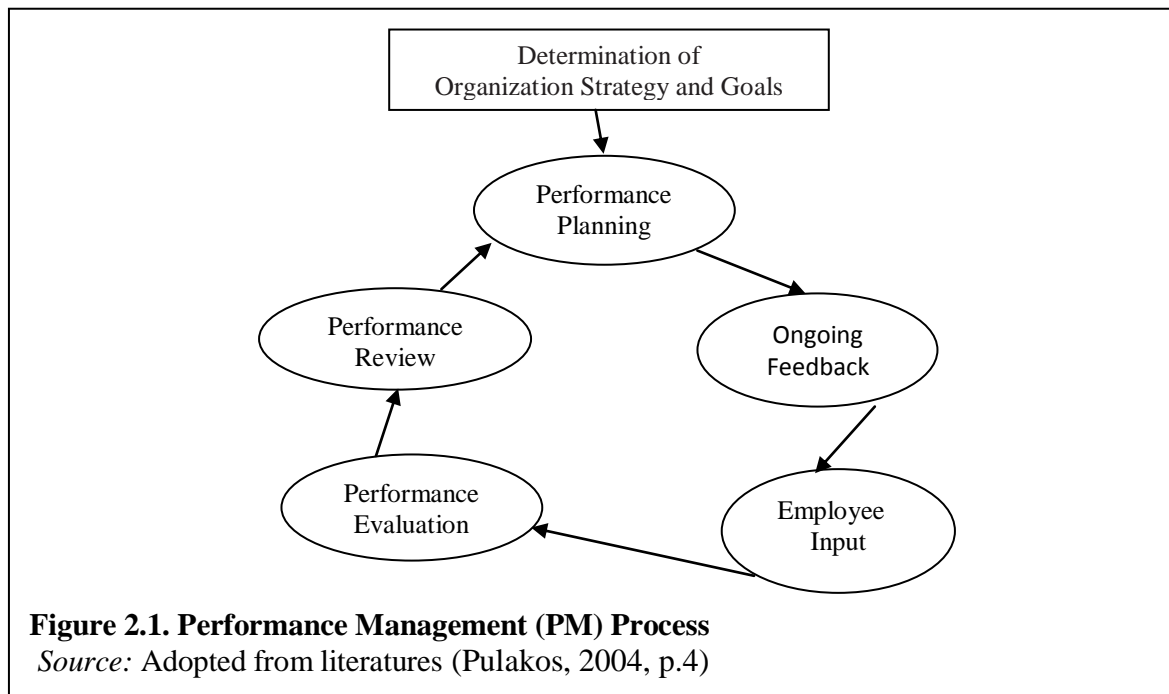 Determination of
Organization Strategy and Goals
Performance
Planning
Ongoing
Feedback
Employee
Input
Performance
Evaluation
Performance
Review
Figure 2.1. Performance Management (PM) Process
Source: Adopted from literatures (Pulakos, 2004, p.4)